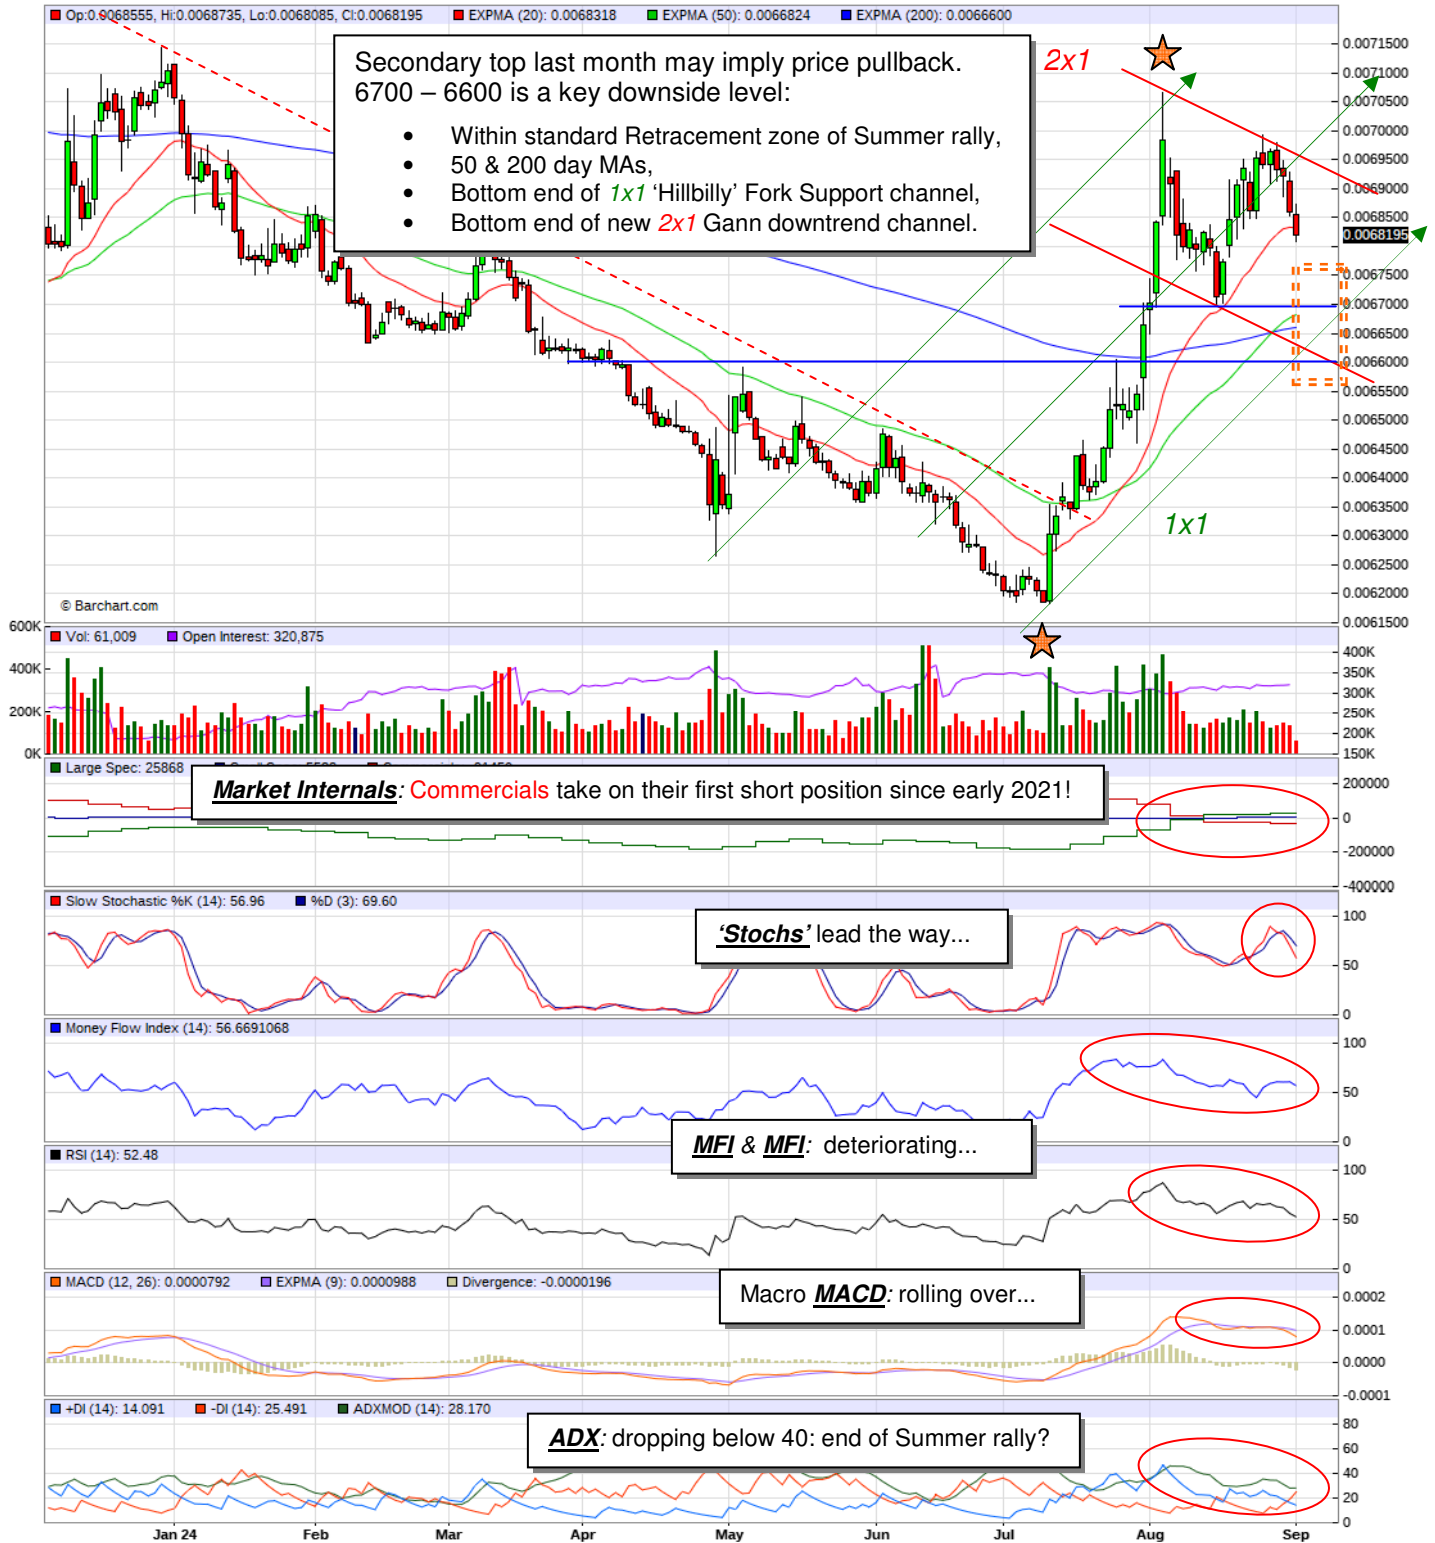 Op:0.0068555, Hi:0.0068735, Lo:0.0068085, Cl:0.0068195 EXPMA (20): 0.0068318 EXPMA (50): 0.0066824 EXPMA (200): 0.0066600
Secondary top last month may imply price pullback.
6700 – 6600 is a key downside level:
• Within standard Retracement zone of Summer rally,
• 50 & 200 day MAs,
• Bottom end of 1x1 ‘Hillbilly’ Fork Support channel,
• Bottom end of new 2x1 Gann downtrend channel.
2x1
1x1
0.0071500
0.0071000
0.0070500
0.0070000
0.0069500
0.0069000
0.0068500
0.0068195
0.0067500
0.0067000
0.0066500
0.0066000
0.0065500
0.0065000
0.0064500
0.0064000
0.0063500
0.0063000
0.0062500
0.0062000
0.0061500
© Barchart.com
Vol: 61,009 Open Interest: 320,875
600K
400K
200K
0K
400K
350K
300K
250K
200K
150K
Large Spec: 25868
Market Internals: Commercials take on their first short position since early 2021!
200000
0
-200000
-400000
Slow Stochastic %K (14): 56.96 %D (3): 69.60
‘Stochs’ lead the way...
100
50
0
Money Flow Index (14): 56.6691068
100
50
0
MFI & MFI: deteriorating...
RSI (14): 52.48
100
50
0
MACD (12, 26): 0.0000792 EXPMA (9): 0.0000988 Divergence: -0.0000196
Macro MACD: rolling over...
0.0002
0.0001
0.0000
-0.0001
+DI (14): 14.091 -DI (14): 25.491 ADXMOD (14): 28.170
ADX: dropping below 40: end of Summer rally?
80
60
40
20
0
Jan 24 Feb Mar Apr May Jun Jul Aug Sep